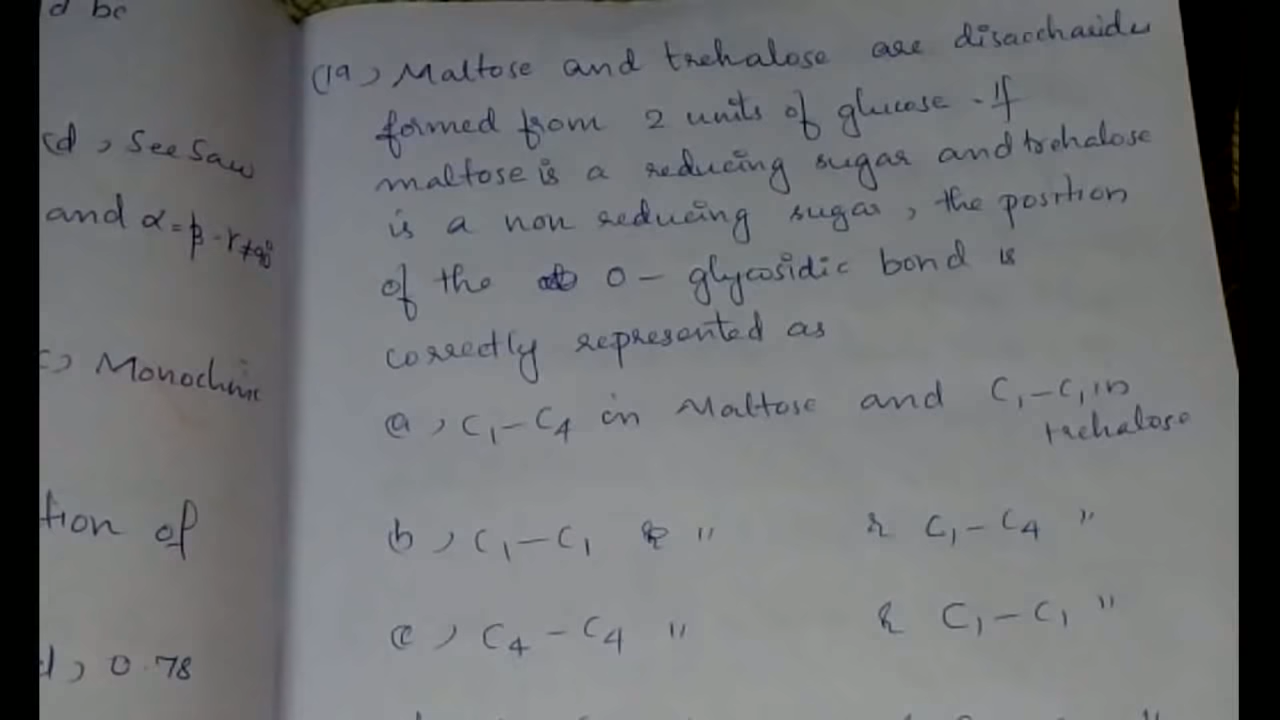 d be
(d, See Saw
and α = β - r ≠ 90°
c) Monoclinic
tion of
d, 0.78
(19, Maltose and trehalose are disaccharides
formed from 2 units of glucose. If
maltose is a reducing sugar and trehalose
is a non reducing sugar, the position
of the O- glycosidic bond is
correctly represented as
(a, C1-C4 in Maltose and C1-C1 in
trehalose
(b, C1-C1 & " & C1-C4 "
(c, C4-C4 " & C1-C1 "